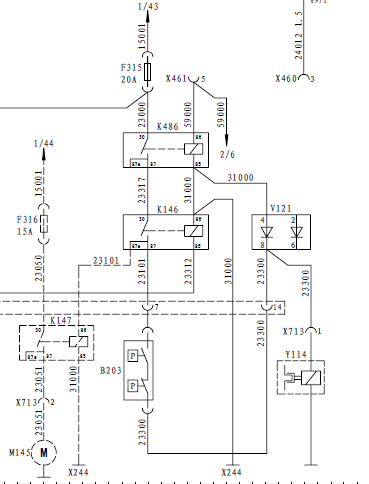 1/43
89/1
15001
24012 1.5
F315
20A
X461
5
X460
3
23000
59000
59000
K486
30
86
87a
87
85
2/6
1/44
15001
F316
15A
23050
23317
31000
31000
K146
30
86
87a
87
85
V121
4
2
8
6
23101
23101
23312
31000
23300
23300
7
14
K147
30
86
87a
87
85
X713
1
Y114
P
P
B203
23051
31000
X713
2
23051
23300
23300
M145
M
X244
X244